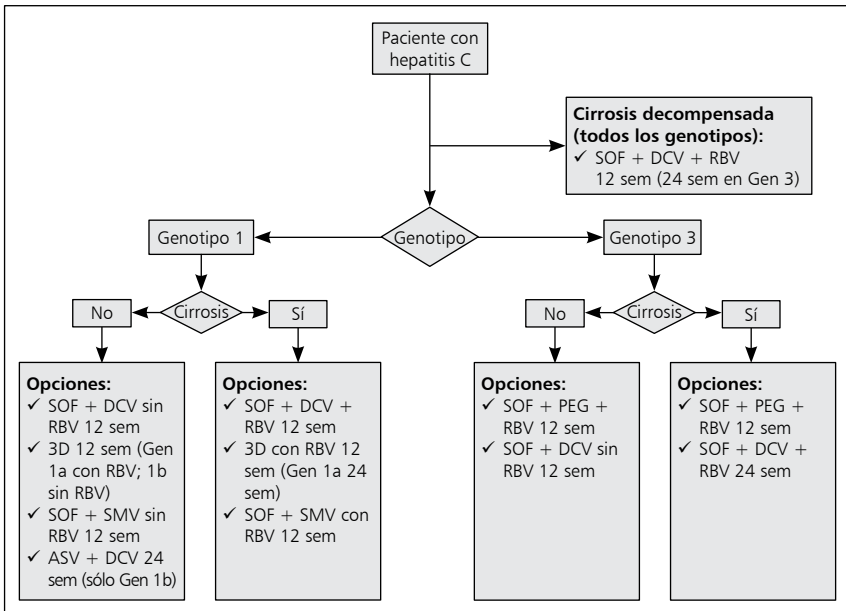 Paciente con
hepatitis C
Cirrosis decompensada
(todos los genotipos):
✓ SOF + DCV + RBV
12 sem (24 sem en Gen 3)
Genotipo 1
Genotipo
Genotipo 3
No
Cirrosis
Sí
No
Cirrosis
Sí
Opciones:
✓ SOF + DCV sin
RBV 12 sem
✓ 3D 12 sem (Gen
1a con RBV; 1b
sin RBV)
✓ SOF + SMV sin
RBV 12 sem
✓ ASV + DCV 24
sem (sólo Gen 1b)
Opciones:
✓ SOF + DCV +
RBV 12 sem
✓ 3D con RBV 12
sem (Gen 1a 24
sem)
✓ SOF + SMV con
RBV 12 sem
Opciones:
✓ SOF + PEG +
RBV 12 sem
✓ SOF + DCV sin
RBV 12 sem
Opciones:
✓ SOF + PEG +
RBV 12 sem
✓ SOF + DCV +
RBV 24 sem